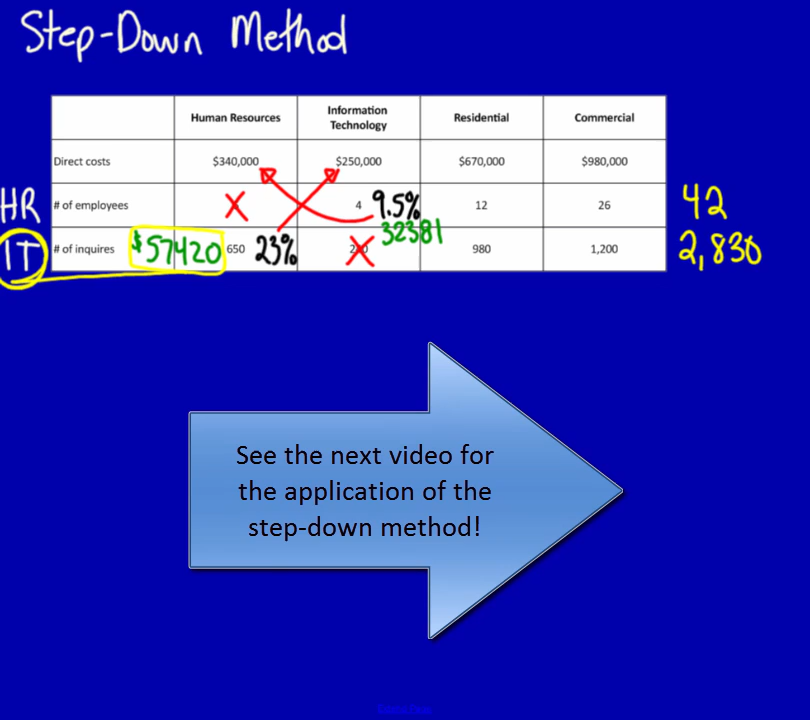 Step-Down Method
Human Resources Information Technology Residential Commercial
Direct costs $340,000 $250,000 $670,000 $980,000
HR # of employees X 4 9.5% 12 26 42
IT # of inquires $57420 650 23% X 32381 980 1,200 2,830
See the next video for
the application of the
step-down method!